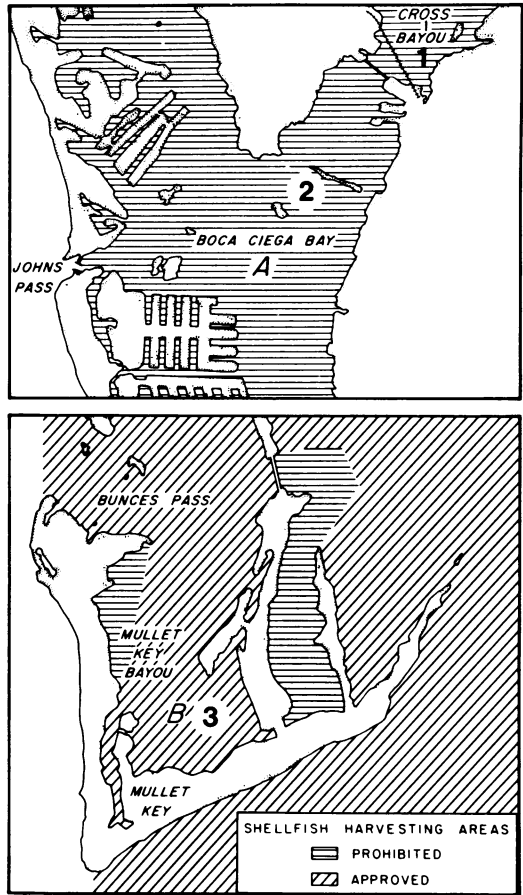 CROSS
BAYOU
1
2
BOCA CIEGA BAY
A
JOHNS
PASS
BUNCES PASS
MULLET
KEY
BAYOU
B 3
MULLET
KEY
SHELLFISH HARVESTING AREAS
PROHIBITED
APPROVED